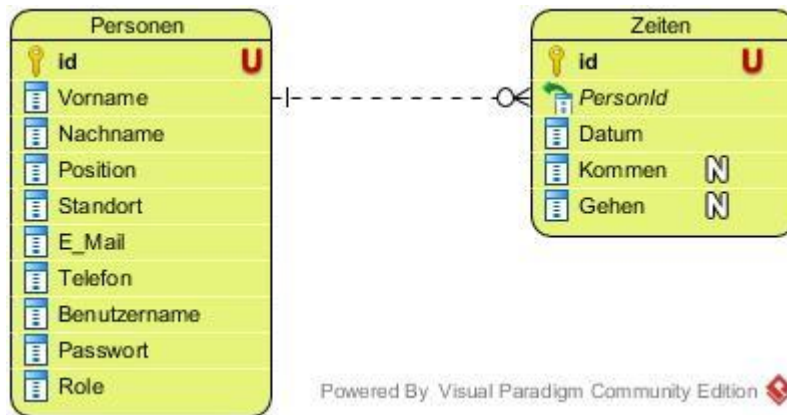 Personen
id U
Vorname
Nachname
Position
Standort
E_Mail
Telefon
Benutzername
Passwort
Role
Zeiten
id U
PersonId
Datum
Kommen N
Gehen N
Powered By Visual Paradigm Community Edition